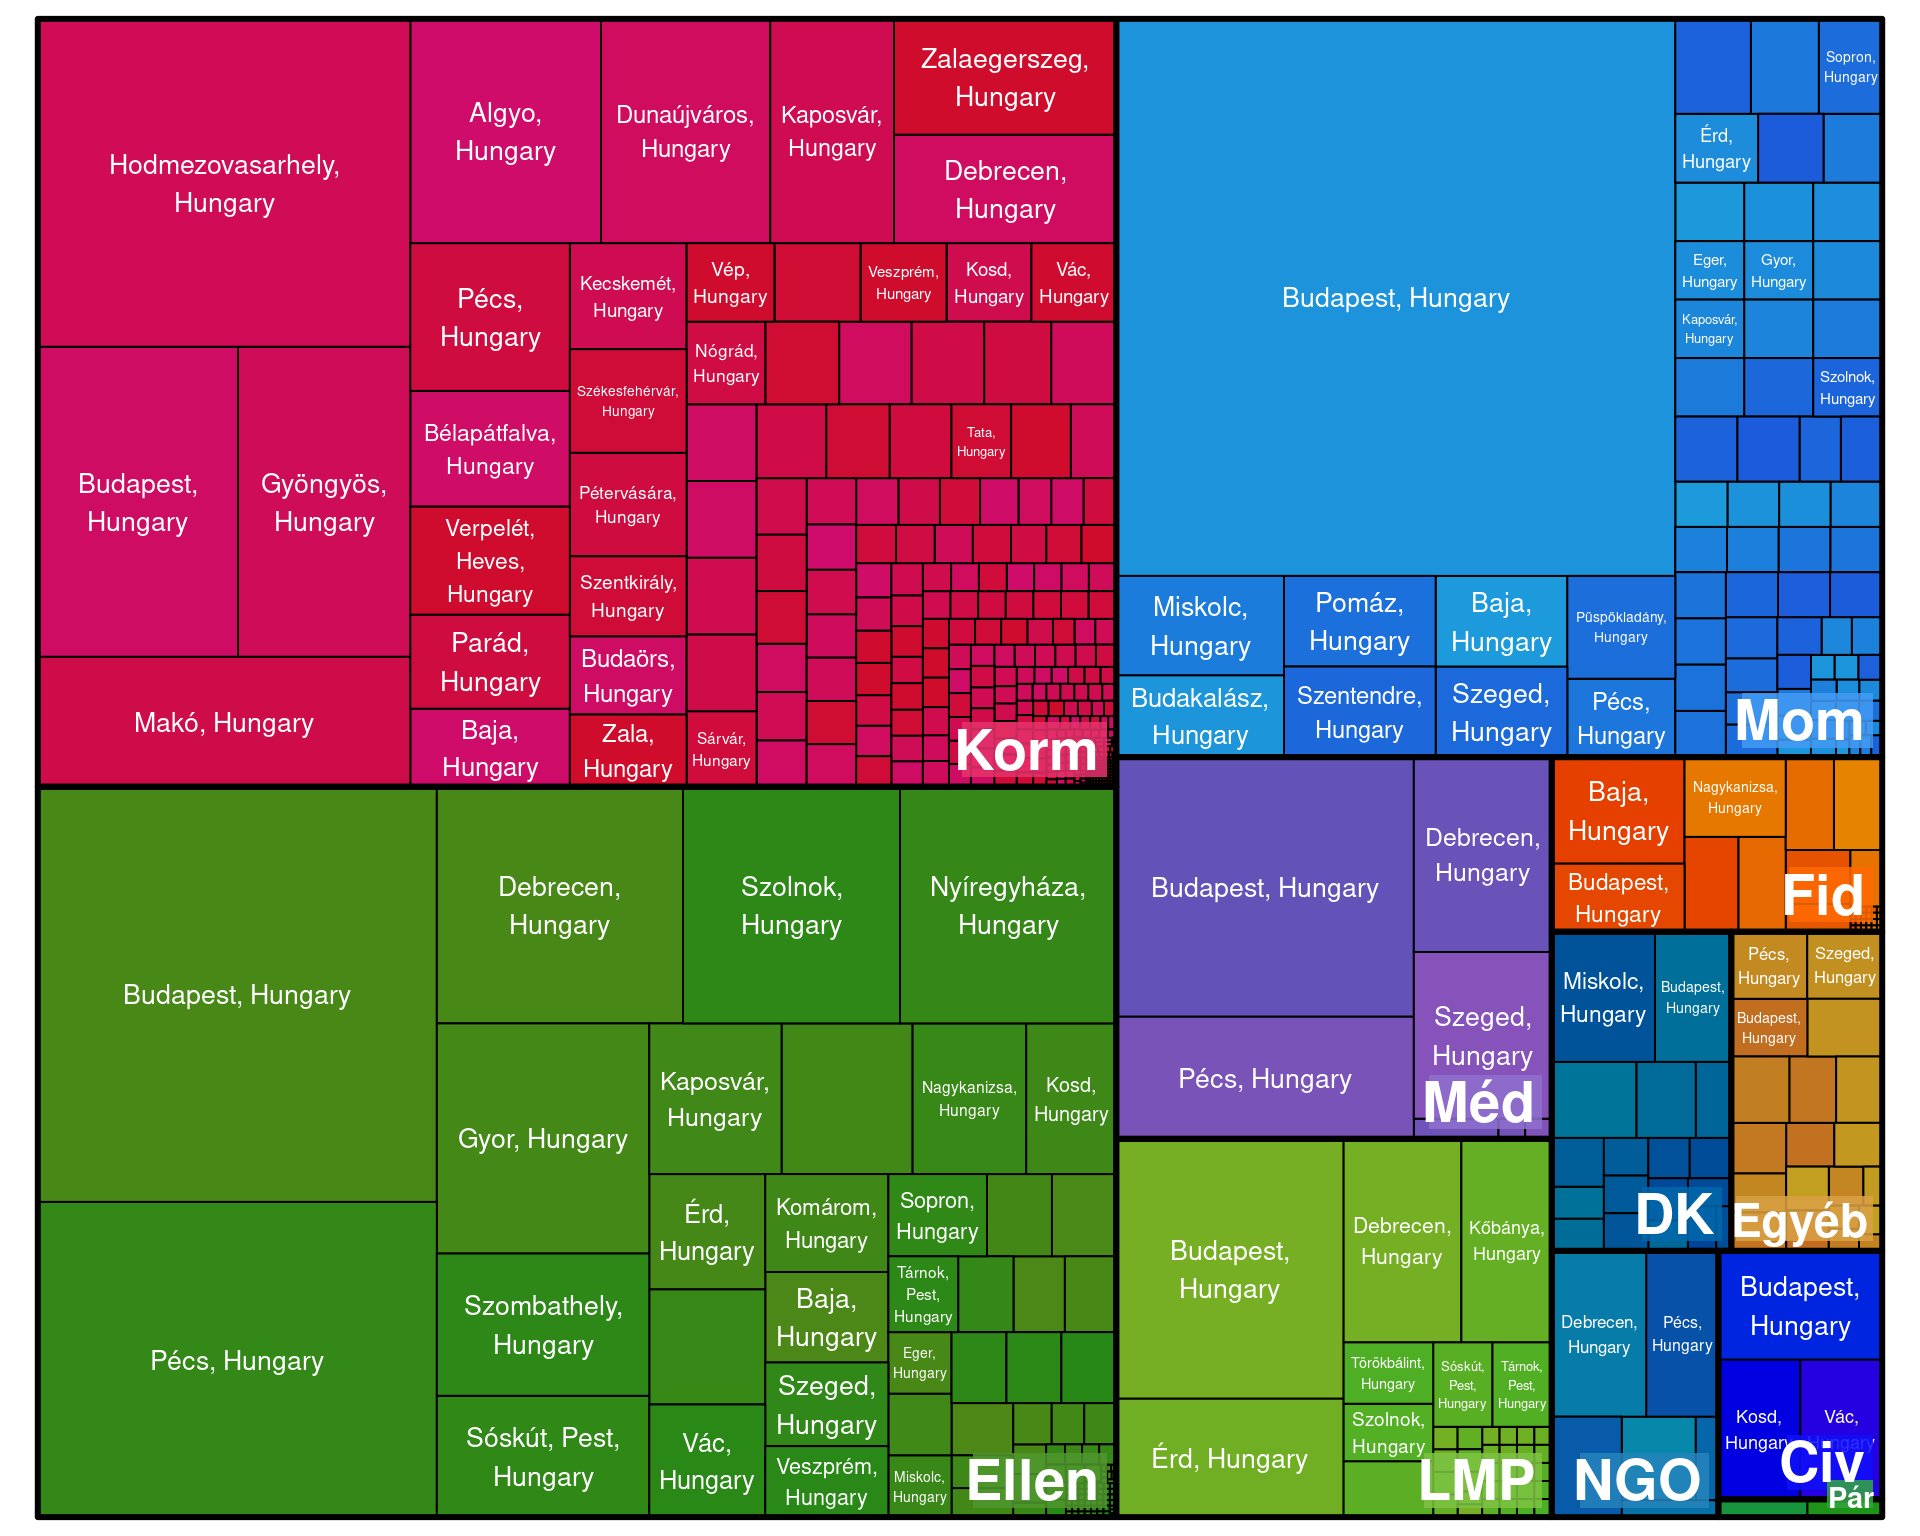 Hodmezovasarhely,
Hungary
Budapest,
Hungary
Gyöngyös,
Hungary
Makó, Hungary
Algyo,
Hungary
Dunaújváros,
Hungary
Kaposvár,
Hungary
Zalaegerszeg,
Hungary
Debrecen,
Hungary
Pécs,
Hungary
Bélapátfalva,
Hungary
Verpelét,
Heves,
Hungary
Parád,
Hungary
Baja,
Hungary
Kecskemét,
Hungary
Székesfehérvár,
Hungary
Pétervására,
Hungary
Szentkirály,
Hungary
Budaörs,
Hungary
Zala,
Hungary
Vép,
Hungary
Veszprém,
Hungary
Kosd,
Hungary
Vác,
Hungary
Nógrád,
Hungary
Tata,
Hungary
Sárvár,
Hungary
Korm
Budapest, Hungary
Miskolc,
Hungary
Budakalász,
Hungary
Pomáz,
Hungary
Szentendre,
Hungary
Baja,
Hungary
Szeged,
Hungary
Püspökladány,
Hungary
Pécs,
Hungary
Sopron,
Hungary
Érd,
Hungary
Eger,
Hungary
Gyor,
Hungary
Kaposvár,
Hungary
Szolnok,
Hungary
Mom
Budapest, Hungary
Pécs, Hungary
Debrecen,
Hungary
Szolnok,
Hungary
Nyíregyháza,
Hungary
Gyor, Hungary
Szombathely,
Hungary
Sóskút, Pest,
Hungary
Kaposvár,
Hungary
Nagykanizsa,
Hungary
Kosd,
Hungary
Érd,
Hungary
Vác,
Hungary
Komárom,
Hungary
Baja,
Hungary
Szeged,
Hungary
Veszprém,
Hungary
Sopron,
Hungary
Tárnok,
Pest,
Hungary
Eger,
Hungary
Miskolc,
Hungary
Ellen
Budapest, Hungary
Pécs, Hungary
Debrecen,
Hungary
Szeged,
Hungary
Méd
Budapest,
Hungary
Érd, Hungary
Debrecen,
Hungary
Kőbánya,
Hungary
Törökbálint,
Hungary
Szolnok,
Hungary
Sóskút,
Pest,
Hungary
Tárnok,
Pest,
Hungary
LMP
Baja,
Hungary
Budapest,
Hungary
Nagykanizsa,
Hungary
Fid
Miskolc,
Hungary
Budapest,
Hungary
DK
Pécs,
Hungary
Szeged,
Hungary
Budapest,
Hungary
Egyéb
Debrecen,
Hungary
Pécs,
Hungary
NGO
Budapest,
Hungary
Kosd,
Hungary
Vác,
Hungary
Civ
Pár